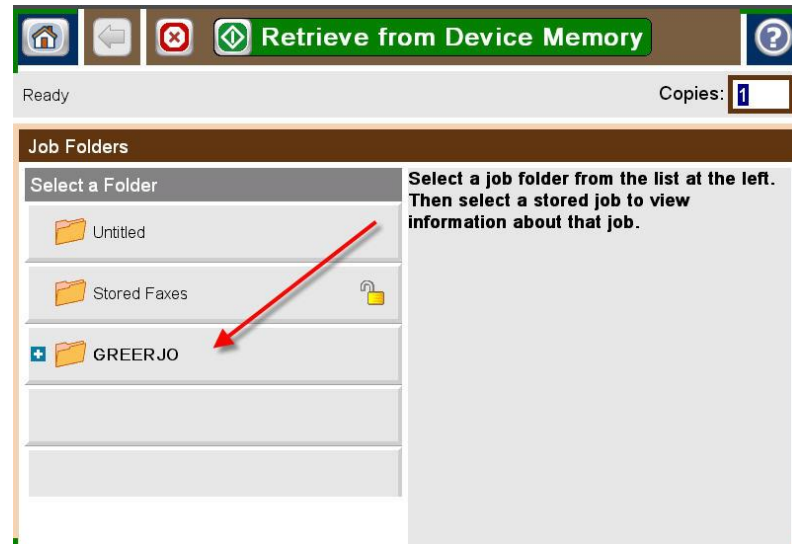 Retrieve from Device Memory
Ready
Copies: 1
Job Folders
Select a Folder
Untitled
Stored Faxes
GREERJO
Select a job folder from the list at the left.
Then select a stored job to view
information about that job.